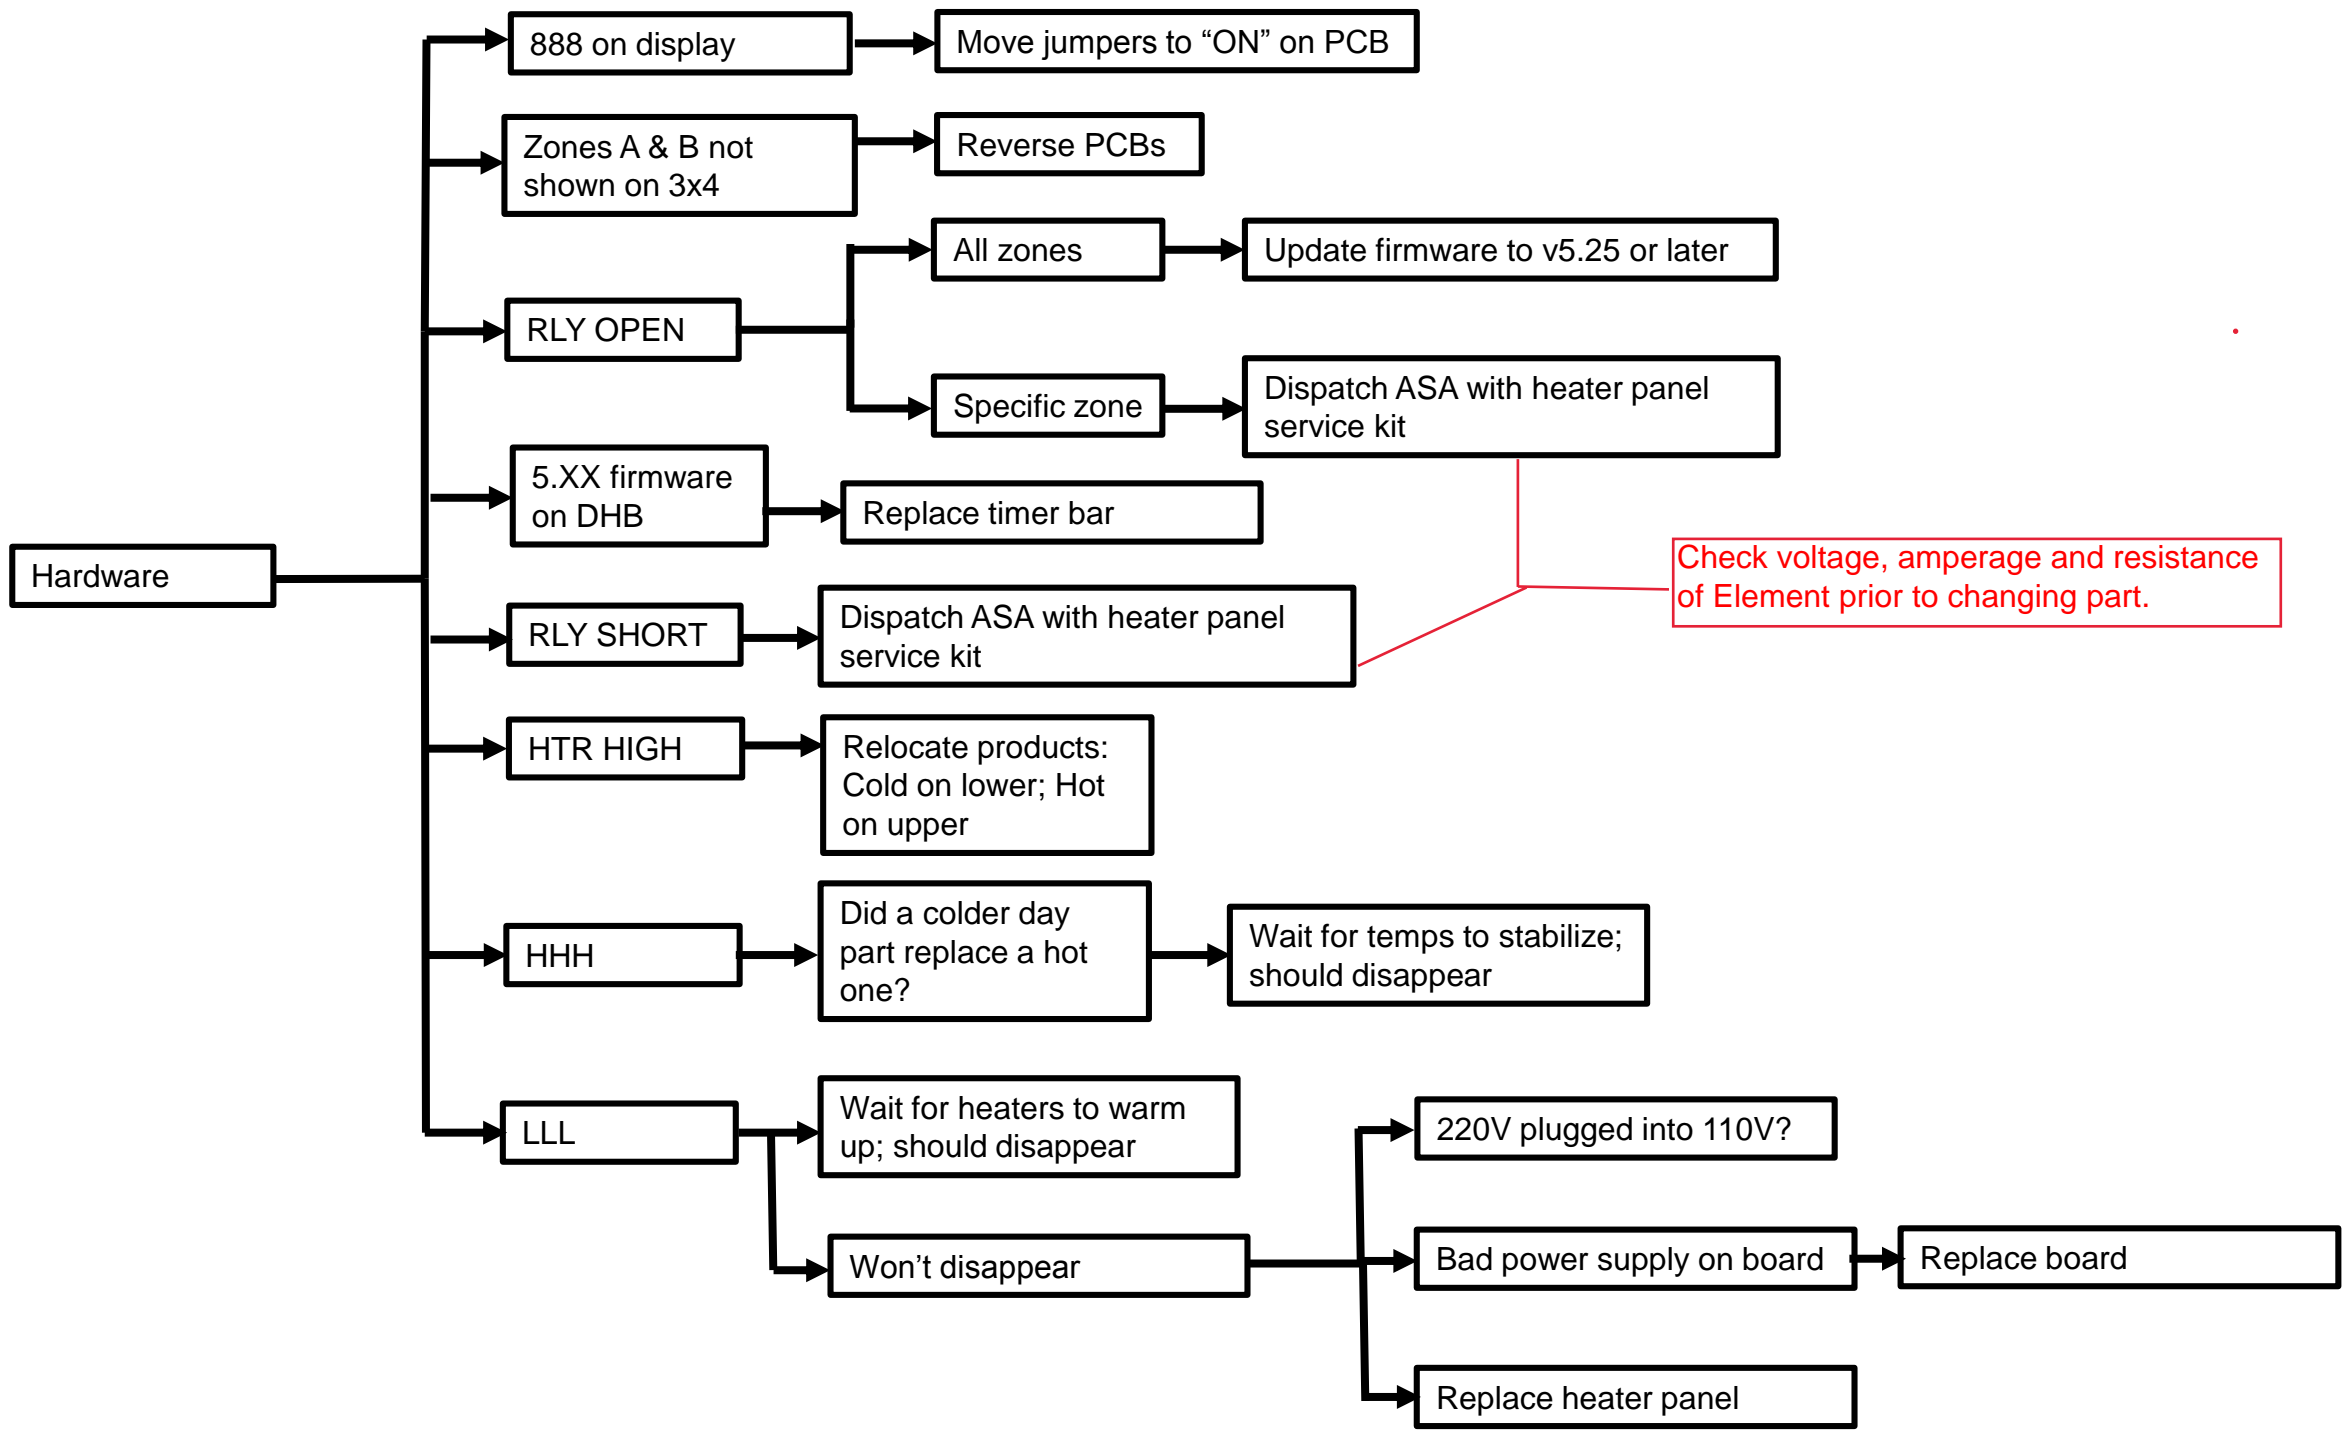 888 on display
Move jumpers to “ON” on PCB
Zones A & B not
shown on 3x4
Reverse PCBs
All zones
Update firmware to v5.25 or later
RLY OPEN
Specific zone
Dispatch ASA with heater panel
service kit
5.XX firmware
on DHB
Replace timer bar
Hardware
Check voltage, amperage and resistance
of Element prior to changing part.
RLY SHORT
Dispatch ASA with heater panel
service kit
HTR HIGH
Relocate products:
Cold on lower; Hot
on upper
HHH
Did a colder day
part replace a hot
one?
Wait for temps to stabilize;
should disappear
LLL
Wait for heaters to warm
up; should disappear
220V plugged into 110V?
Won’t disappear
Bad power supply on board
Replace board
Replace heater panel